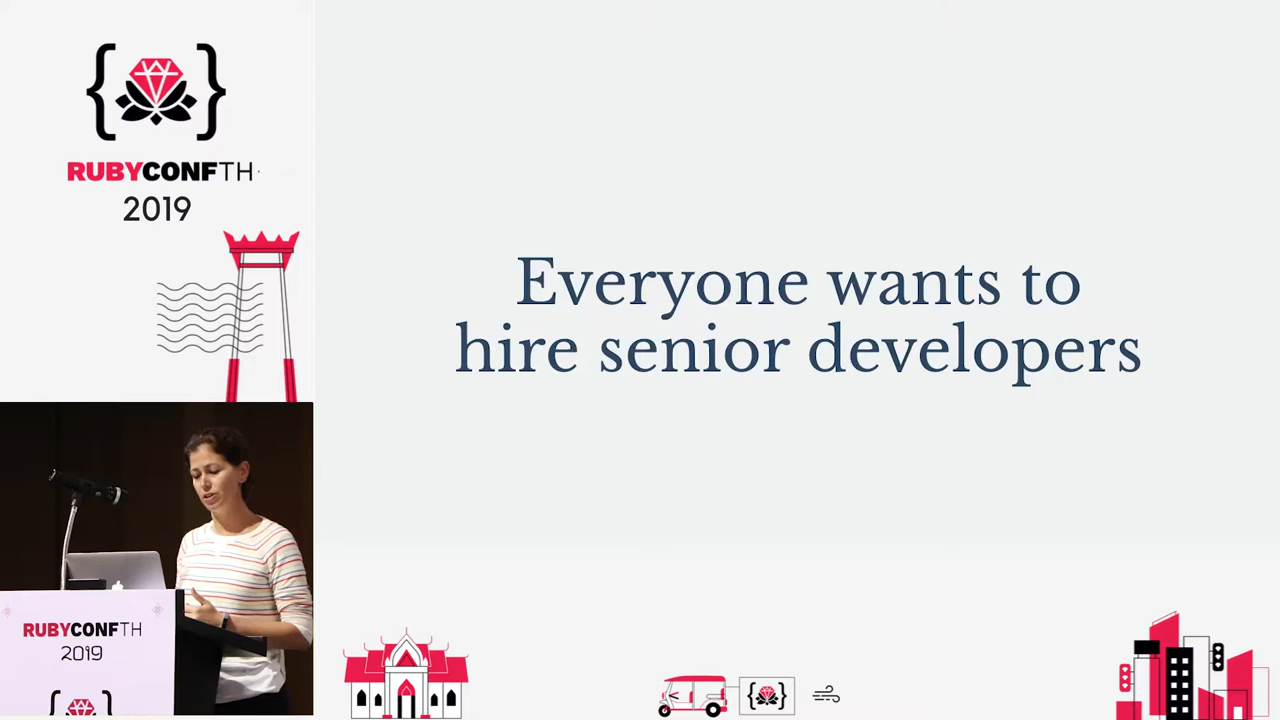 RUBYCONFTH
2019
Everyone wants to
hire senior developers
RUBYCONFTH
2019